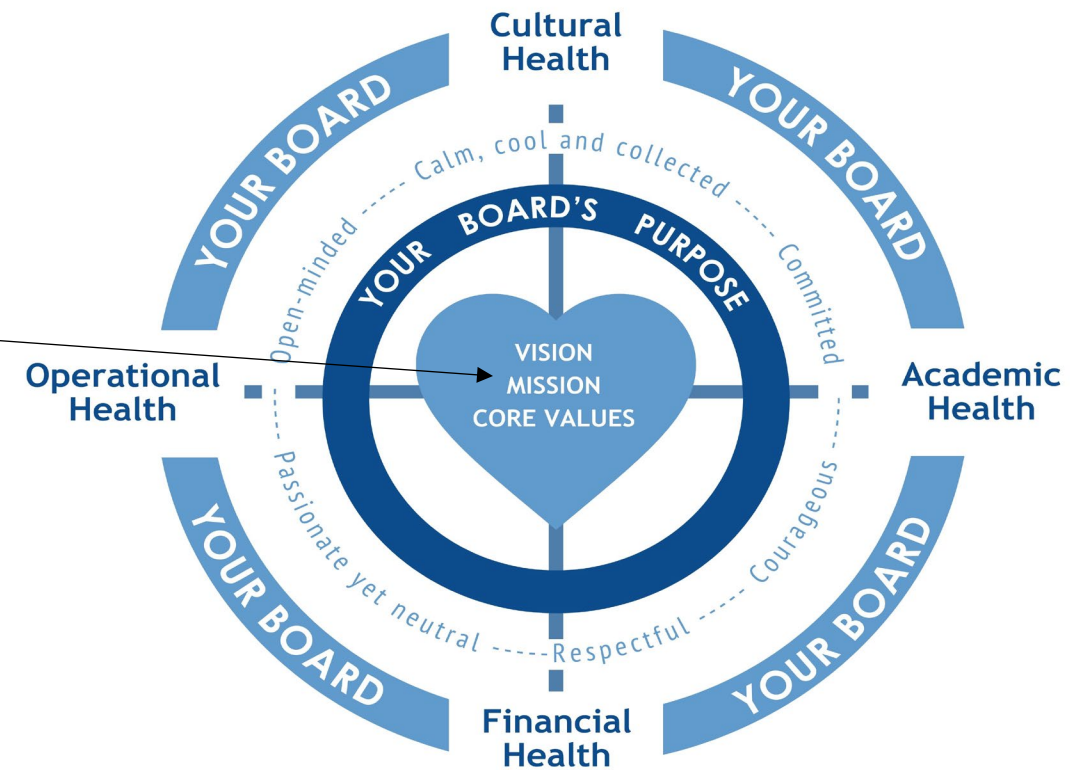 Cultural
Health
YOUR BOARD
YOUR BOARD
Open-minded ----- Calm, cool and collected ----- Committed
YOUR BOARD'S PURPOSE
VISION
MISSION
CORE VALUES
Operational
Health
Academic
Health
----- Passionate yet neutral -----Respectful ----- Courageous -----
YOUR BOARD
YOUR BOARD
Financial
Health